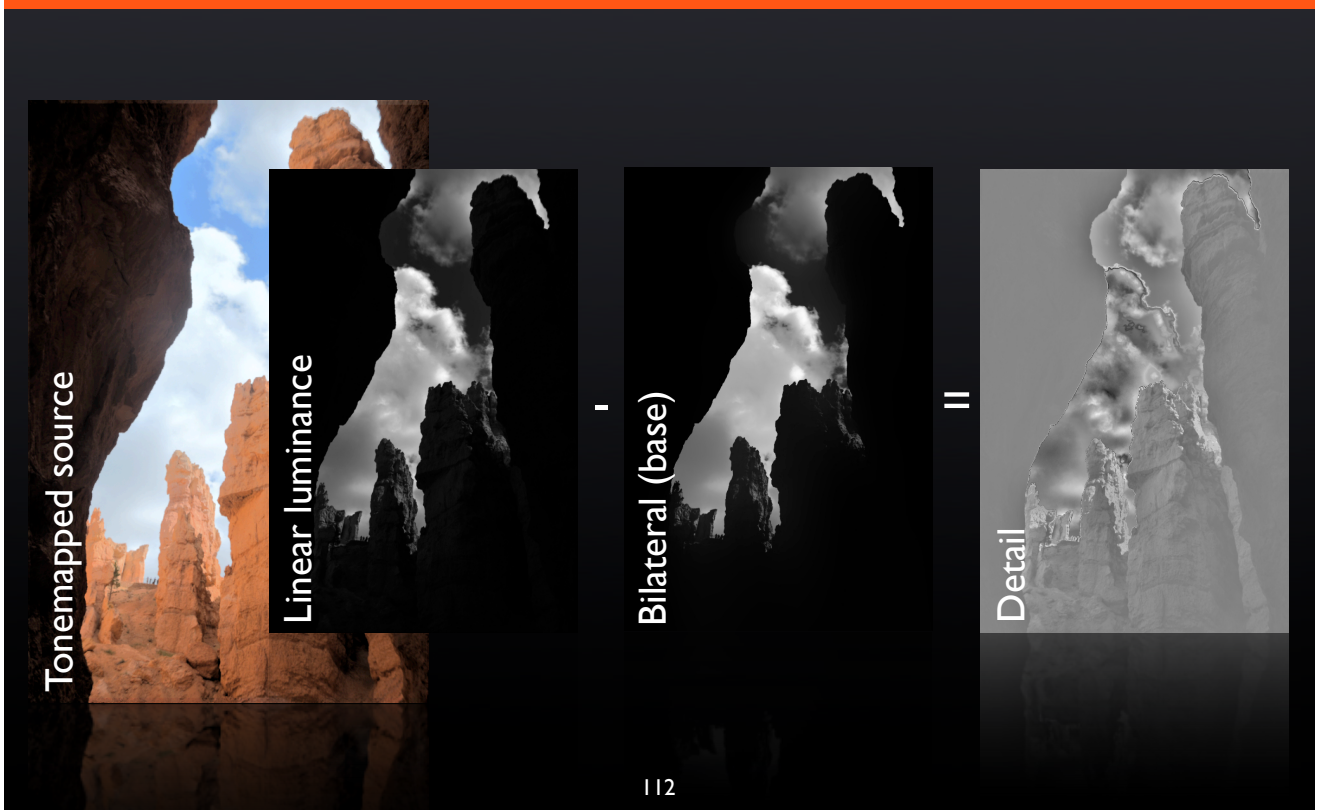 Tonemapped source
Linear luminance
-
Bilateral (base)
=
Detail
112